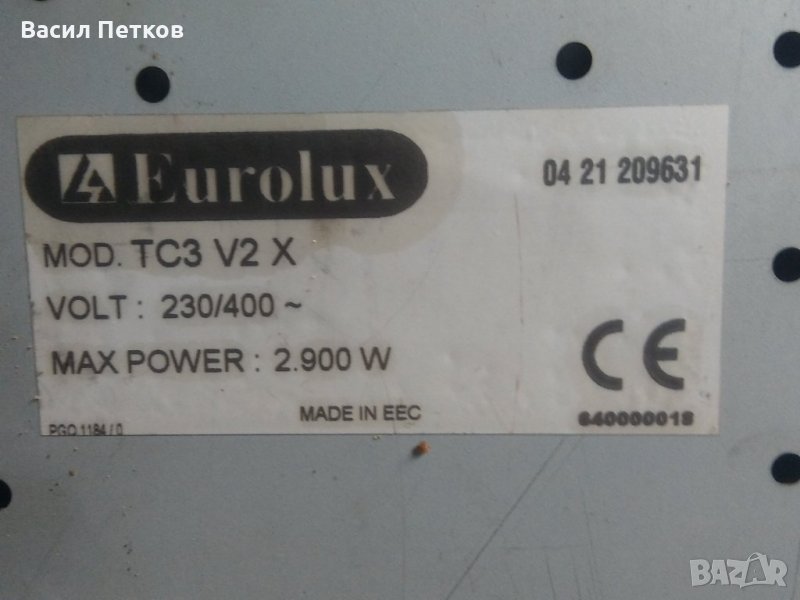 Васил Петков
Eurolux
04 21 209631
MOD. TC3 V2 X
VOLT : 230/400 ~
MAX POWER : 2.900 W
CE
MADE IN EEC
640000018
PGO 1184 / 0
BAZAR